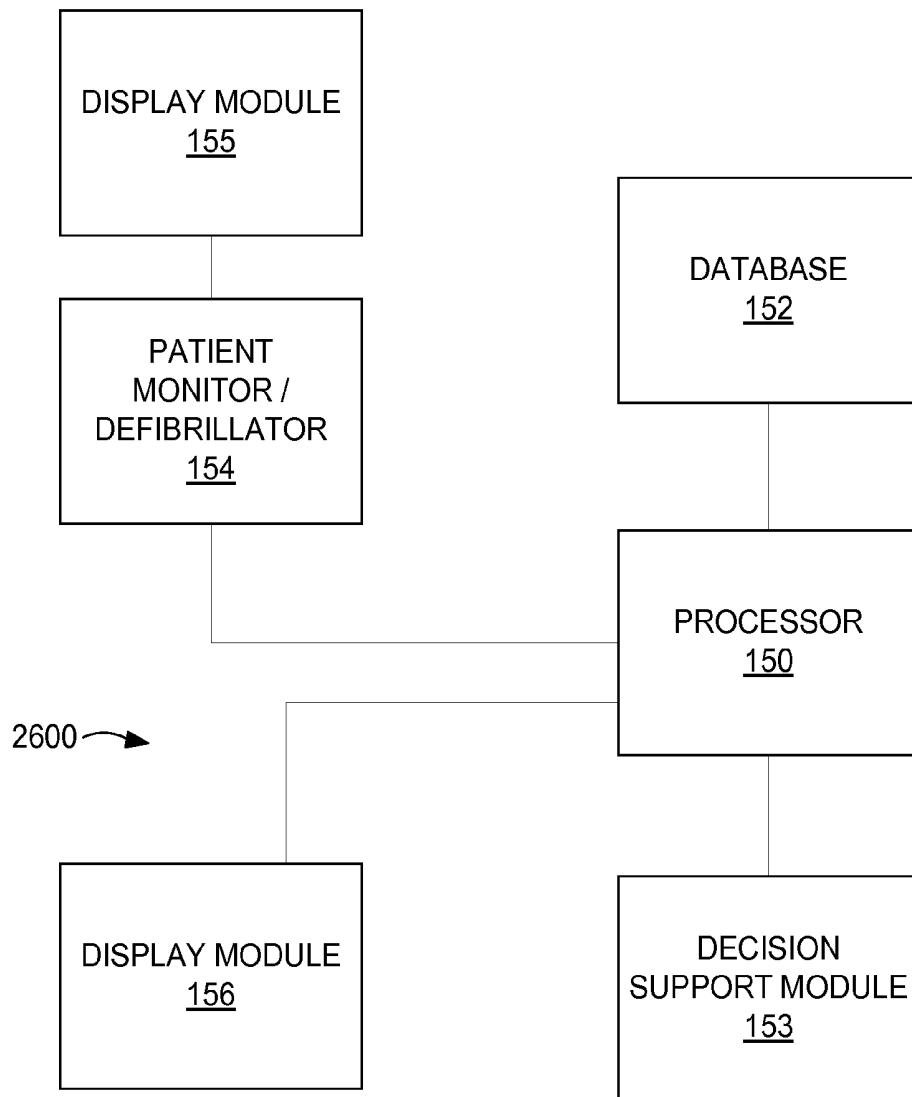 DISPLAY MODULE
155
DATABASE
152
PATIENT
MONITOR /
DEFIBRILLATOR
154
PROCESSOR
150
2600
DISPLAY MODULE
156
DECISION
SUPPORT MODULE
153